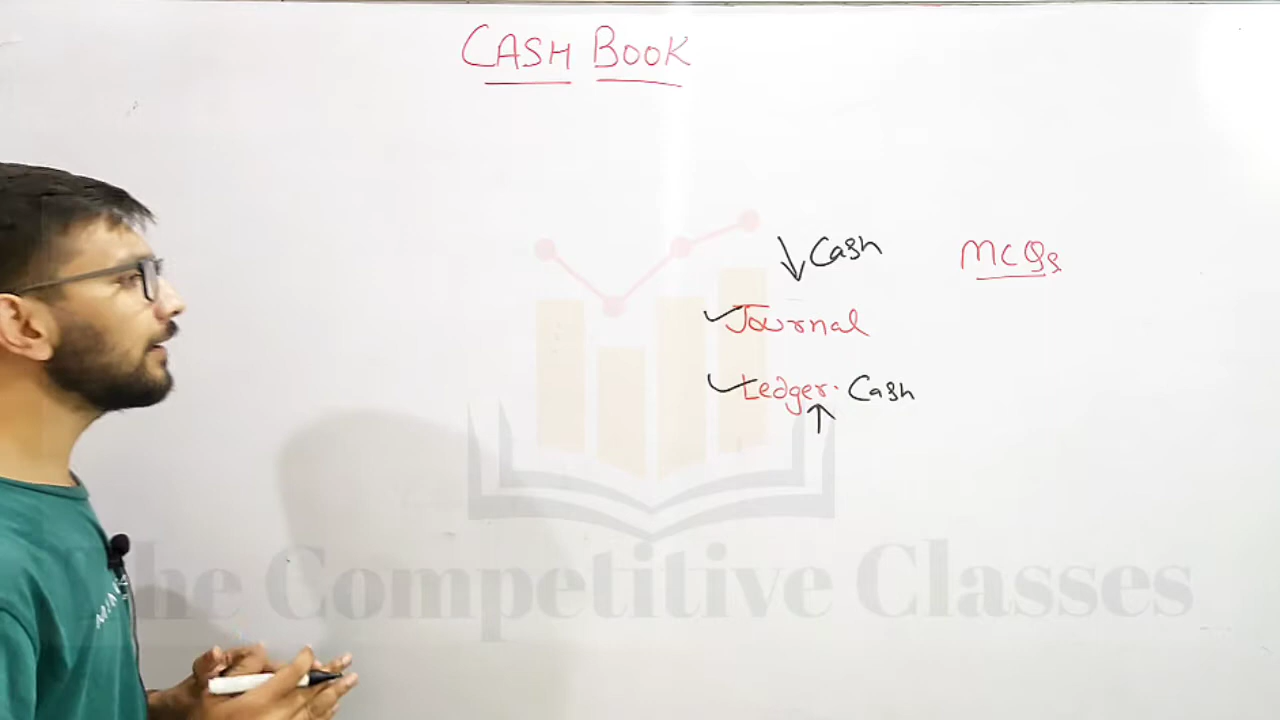 CASH BOOK
Cash
MCQs
Journal
Ledger. Cash
The Competitive Classes